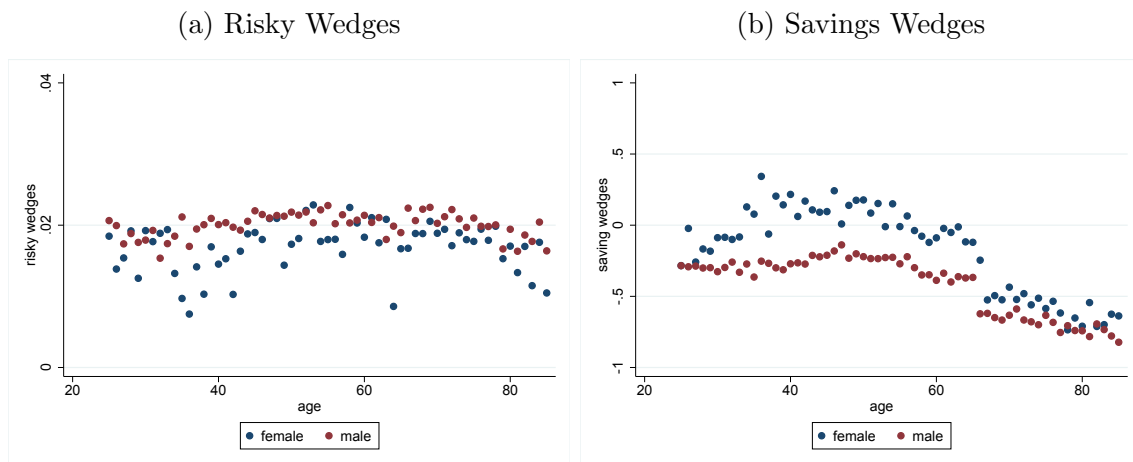 (a) Risky Wedges
(b) Savings Wedges
risky wedges
.04
.02
0
20
40
60
80
age
female
male
saving wedges
1
.5
0
-.5
-1
20
40
60
80
age
female
male